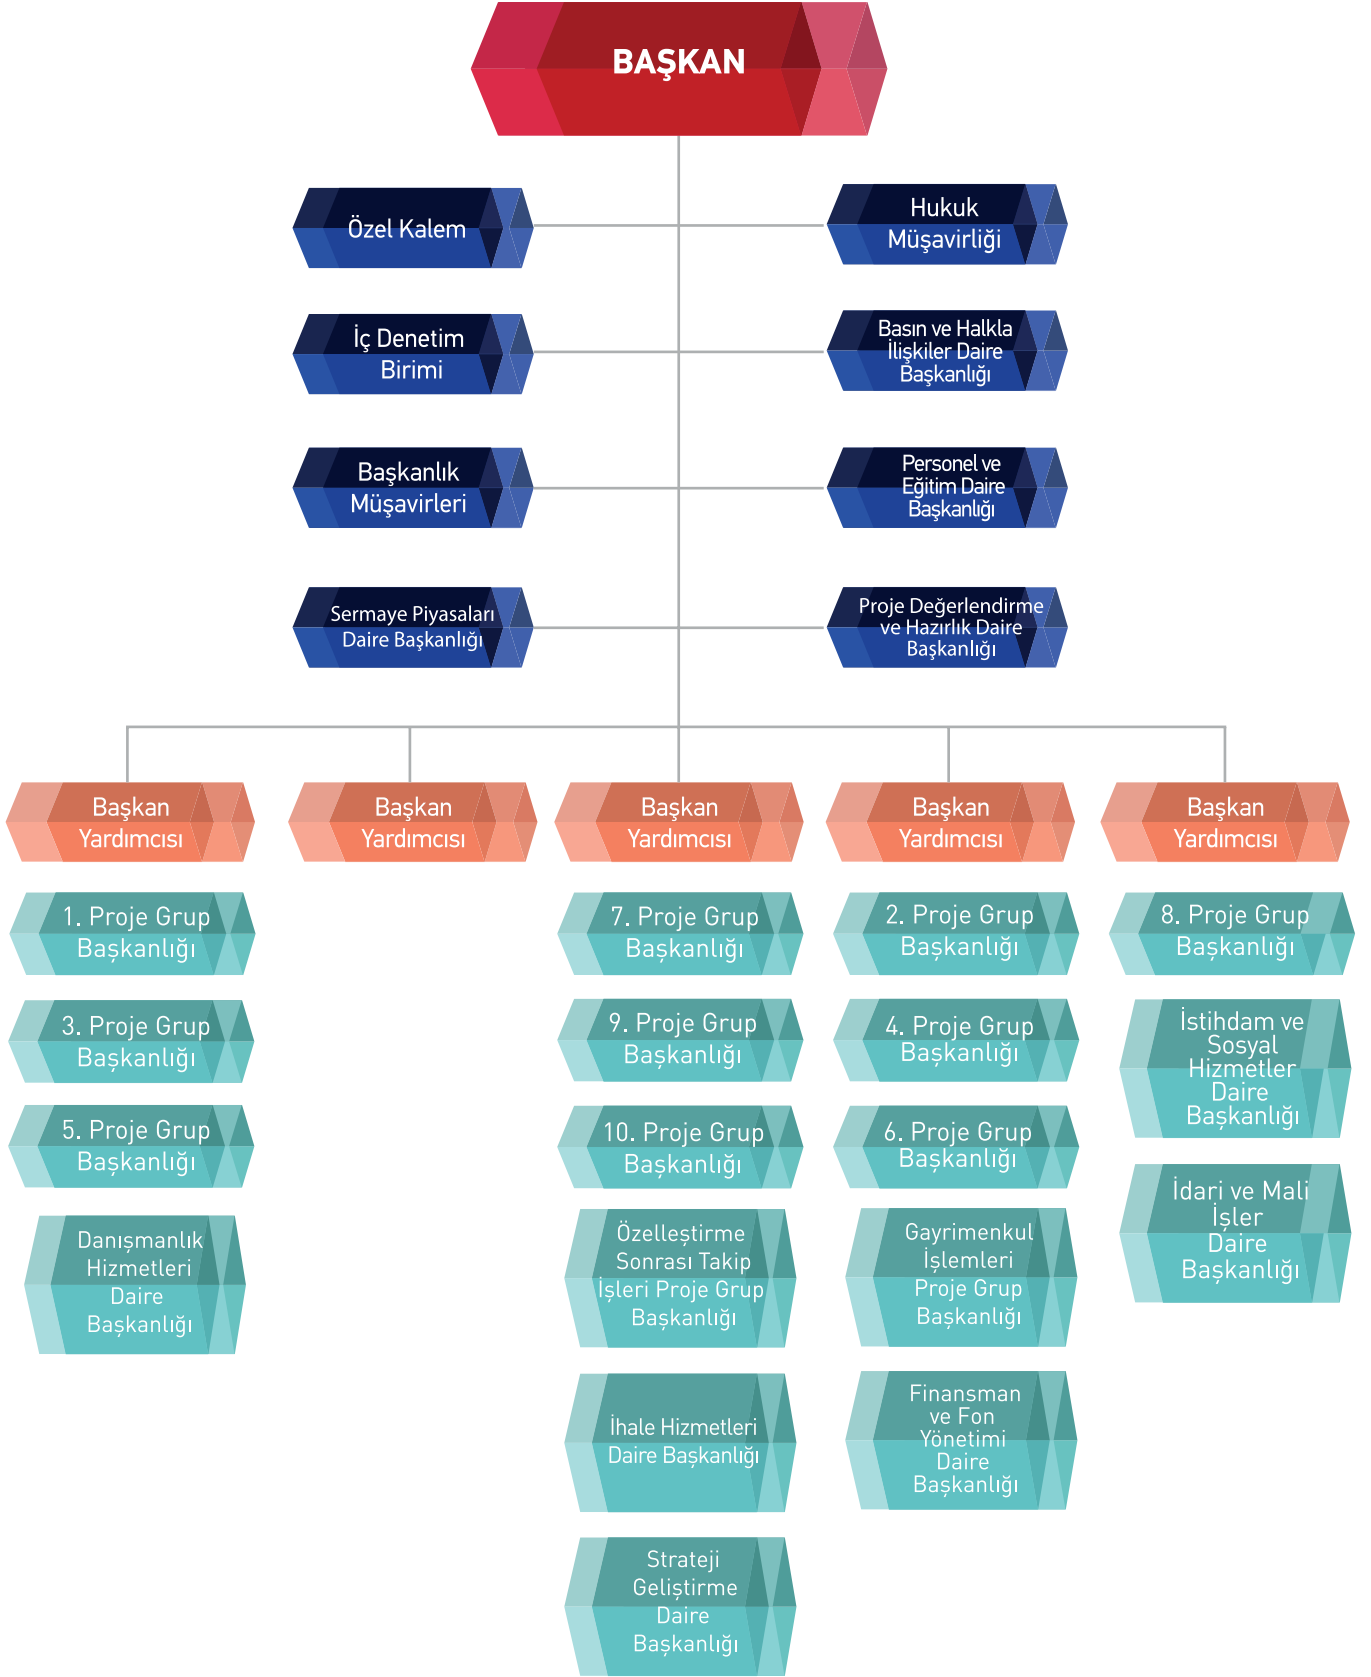 BAŞKAN
Özel Kalem
Hukuk
Müşavirliği
İç Denetim
Birimi
Basın ve Halkla
İlişkiler Daire
Başkanlığı
Başkanlık
Müşavirleri
Personel ve
Eğitim Daire
Başkanlığı
Sermaye Piyasaları
Daire Başkanlığı
Proje Değerlendirme
ve Hazırlık Daire
Başkanlığı
Başkan
Yardımcısı
Başkan
Yardımcısı
Başkan
Yardımcısı
Başkan
Yardımcısı
Başkan
Yardımcısı
1. Proje Grup
Başkanlığı
3. Proje Grup
Başkanlığı
5. Proje Grup
Başkanlığı
Danışmanlık
Hizmetleri
Daire
Başkanlığı
7. Proje Grup
Başkanlığı
9. Proje Grup
Başkanlığı
10. Proje Grup
Başkanlığı
Özelleştirme
Sonrası Takip
İşleri Proje Grup
Başkanlığı
İhale Hizmetleri
Daire Başkanlığı
Strateji
Geliştirme
Daire
Başkanlığı
2. Proje Grup
Başkanlığı
4. Proje Grup
Başkanlığı
6. Proje Grup
Başkanlığı
Gayrimenkul
İşlemleri
Proje Grup
Başkanlığı
Finansman
ve Fon
Yönetimi
Daire
Başkanlığı
8. Proje Grup
Başkanlığı
İstihdam ve
Sosyal
Hizmetler
Daire
Başkanlığı
İdari ve Mali
İşler
Daire
Başkanlığı